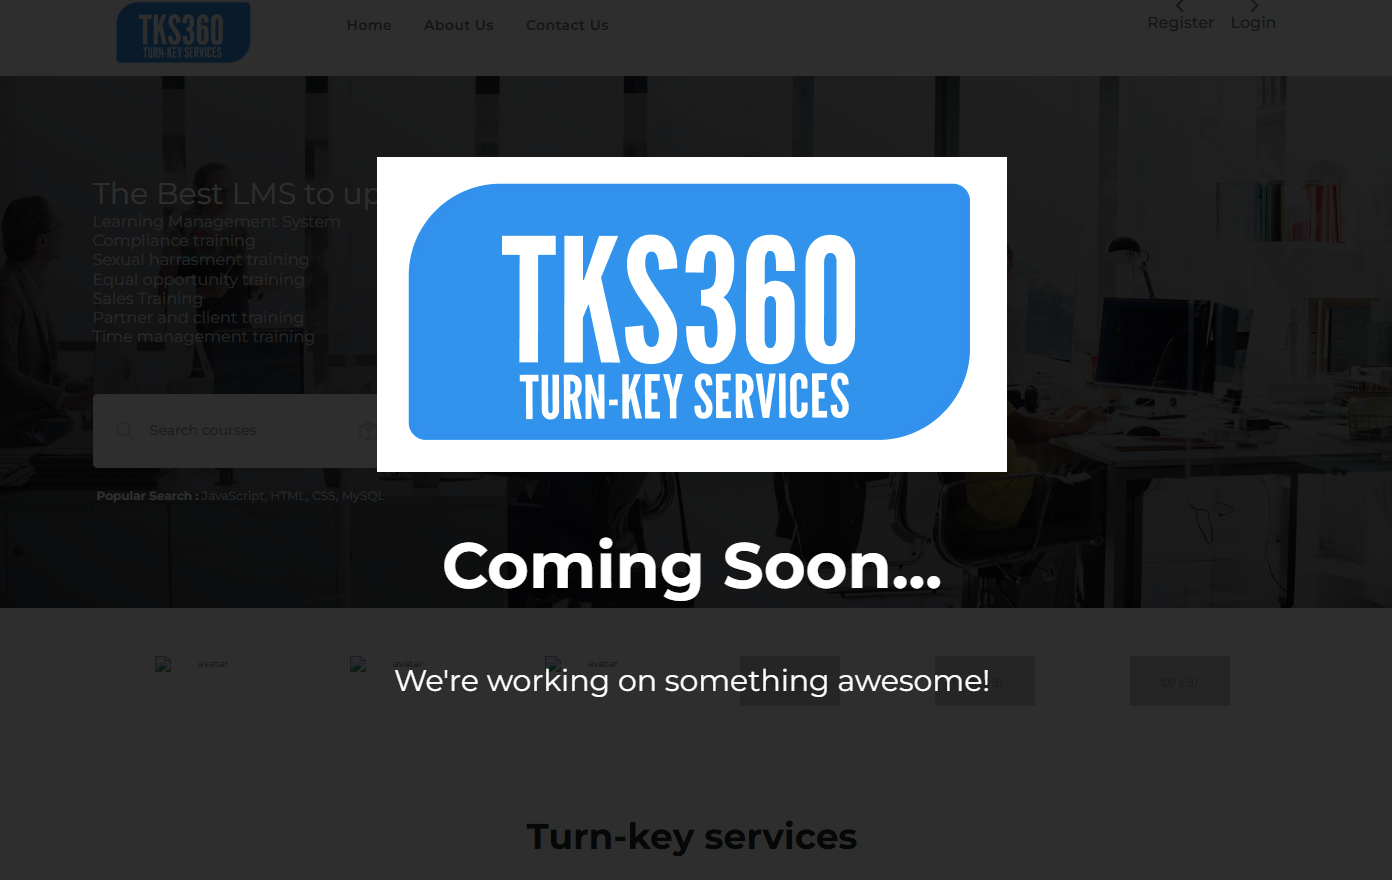 TKS360
TURN-KEY SERVICES
Home About Us Contact Us
Register Login
The Best LMS to up
Learning Management System
Compliance training
Sexual harrasment training
Equal opportunity training
Sales Training
Partner and client training
Time management training
Search courses
Popular Search : JavaScript, HTML, CSS, MySQL
TKS360
TURN-KEY SERVICES
Coming Soon...
avatar avatar avatar
We're working on something awesome!
100 x 50
Turn-key services